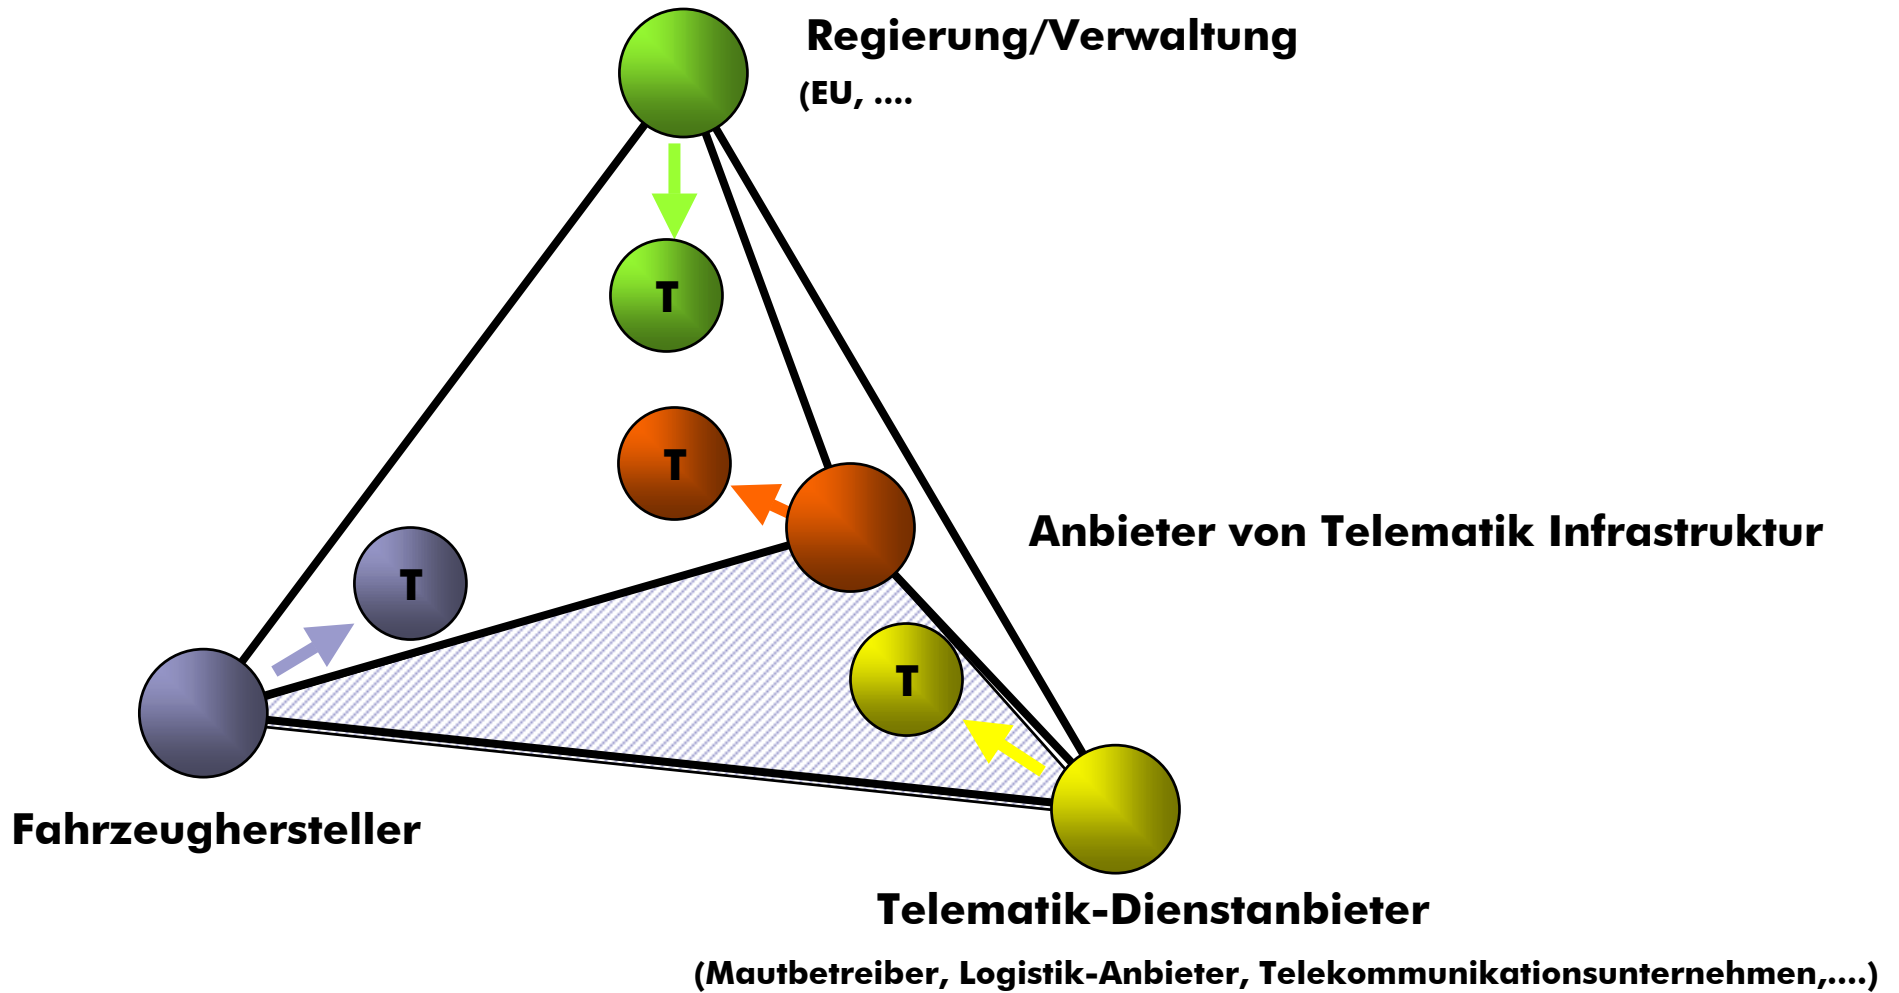 Regierung/Verwaltung
(EU, ....
T
T
Anbieter von Telematik Infrastruktur
T
T
Fahrzeughersteller
Telematik-Dienstanbieter
(Mautbetreiber, Logistik-Anbieter, Telekommunikationsunternehmen,....)